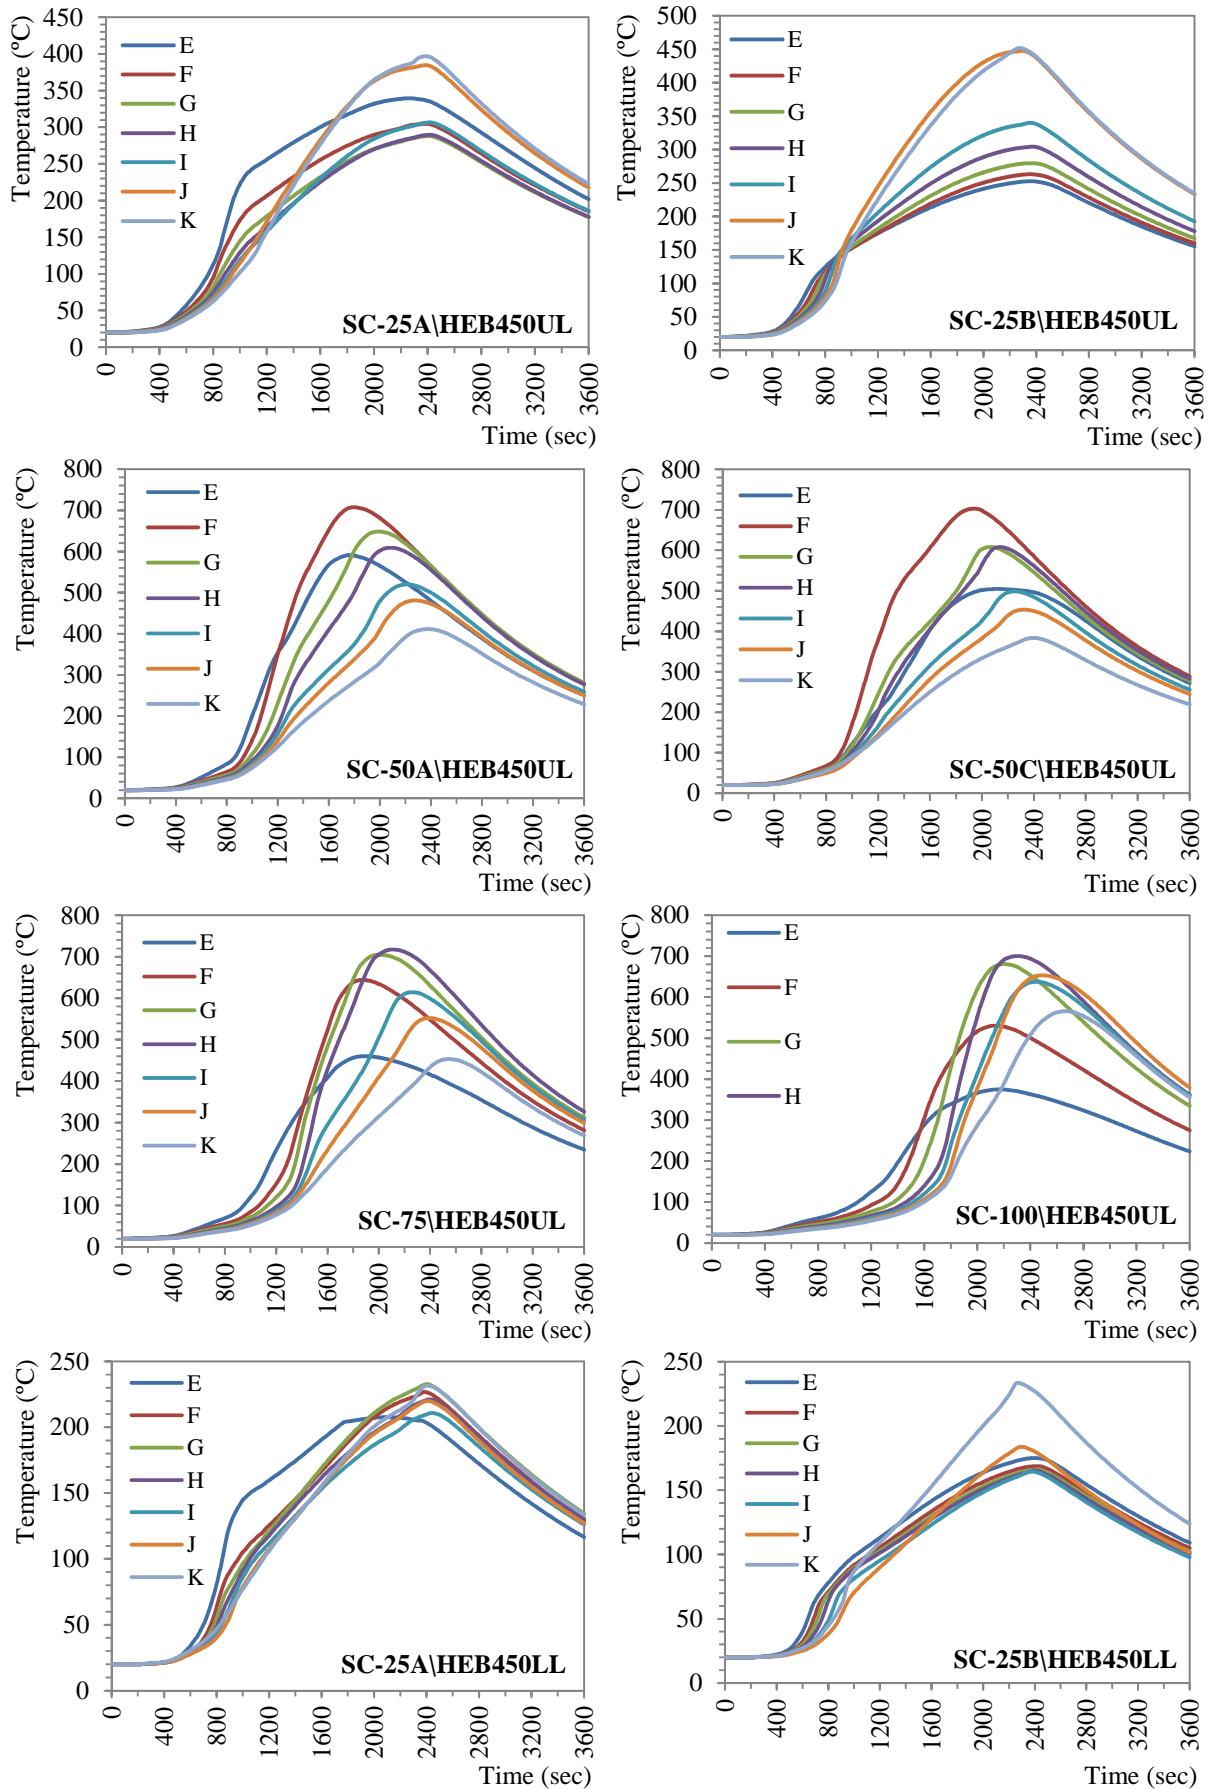 Temperature (ºC)
450
400
350
300
250
200
150
100
50
0
E
F
G
H
I
J
K
SC-25A\HEB450UL
0
400
800
1200
1600
2000
2400
2800
3200
3600
Time (sec)
Temperature (ºC)
500
450
400
350
300
250
200
150
100
50
0
E
F
G
H
I
J
K
SC-25B\HEB450UL
0
400
800
1200
1600
2000
2400
2800
3200
3600
Time (sec)
Temperature (ºC)
800
700
600
500
400
300
200
100
0
E
F
G
H
I
J
K
SC-50A\HEB450UL
0
400
800
1200
1600
2000
2400
2800
3200
3600
Time (sec)
Temperature (ºC)
800
700
600
500
400
300
200
100
0
E
F
G
H
I
J
K
SC-50C\HEB450UL
0
400
800
1200
1600
2000
2400
2800
3200
3600
Time (sec)
Temperature (ºC)
800
700
600
500
400
300
200
100
0
E
F
G
H
I
J
K
SC-75\HEB450UL
0
400
800
1200
1600
2000
2400
2800
3200
3600
Time (sec)
Temperature (ºC)
800
700
600
500
400
300
200
100
0
E
F
G
H
SC-100\HEB450UL
0
400
800
1200
1600
2000
2400
2800
3200
3600
Time (sec)
Temperature (ºC)
250
200
150
100
50
0
E
F
G
H
I
J
K
SC-25A\HEB450LL
0
400
800
1200
1600
2000
2400
2800
3200
3600
Time (sec)
Temperature (ºC)
250
200
150
100
50
0
E
F
G
H
I
J
K
SC-25B\HEB450LL
0
400
800
1200
1600
2000
2400
2800
3200
3600
Time (sec)